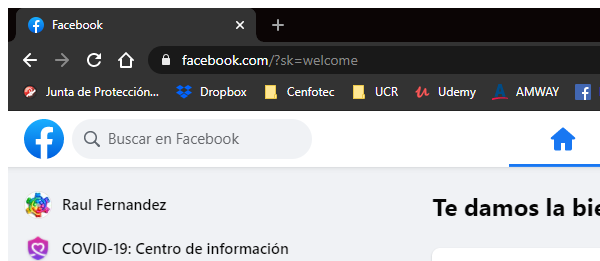 Facebook
facebook.com/?sk=welcome
Junta de Protección... Dropbox Cenfotec UCR Udemy AMWAY
Buscar en Facebook
Raul Fernandez
Te damos la bie
COVID-19: Centro de información